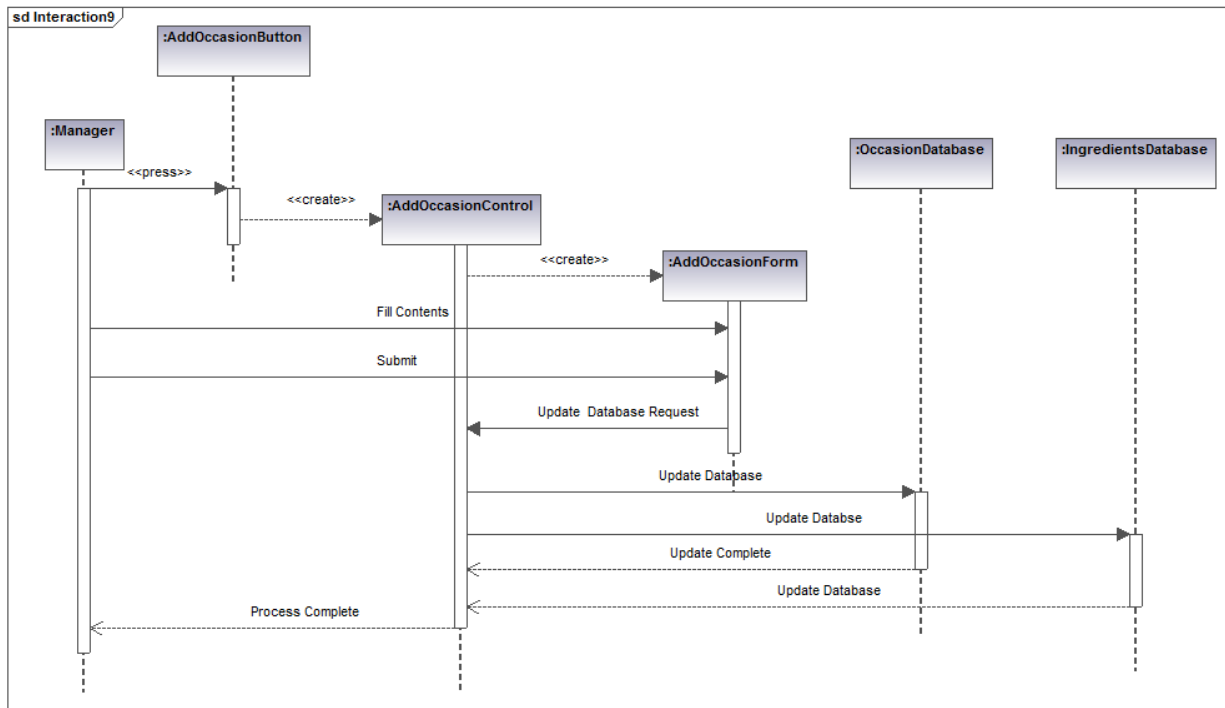 sd Interaction9
:AddOccasionButton
:Manager
:OccasionDatabase
:IngredientsDatabase
<<press>>
<<create>>
:AddOccasionControl
<<create>>
:AddOccasionForm
Fill Contents
Submit
Update  Database Request
Update Database
Update Databse
Update Complete
Update Database
Process Complete